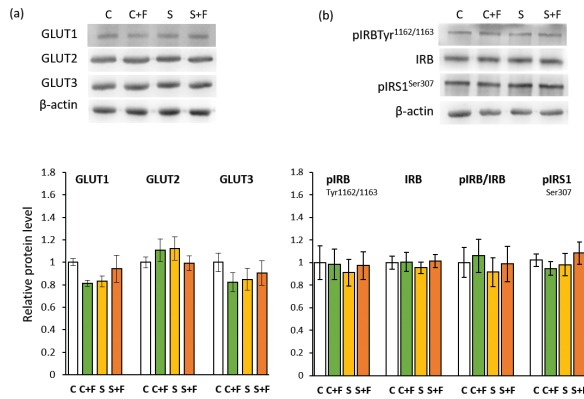 (a)
C C+F S S+F
GLUT1
GLUT2
GLUT3
β-actin
(b)
C C+F S S+F
pIRBTyr1162/1163
IRB
pIRS1Ser307
β-actin
Relative protein level
1.8
1.6
1.4
1.2
1
0.8
0.6
0.4
0.2
0
GLUT1 GLUT2 GLUT3
C C+F S S+F C C+F S S+F C C+F S S+F
1.8
1.6
1.4
1.2
1
0.8
0.6
0.4
0.2
0
pIRB IRB pIRB/IRB pIRS1
Tyr1162/1163 Ser307
C C+F S S+F C C+F S S+F C C+F S S+F C C+F S S+F